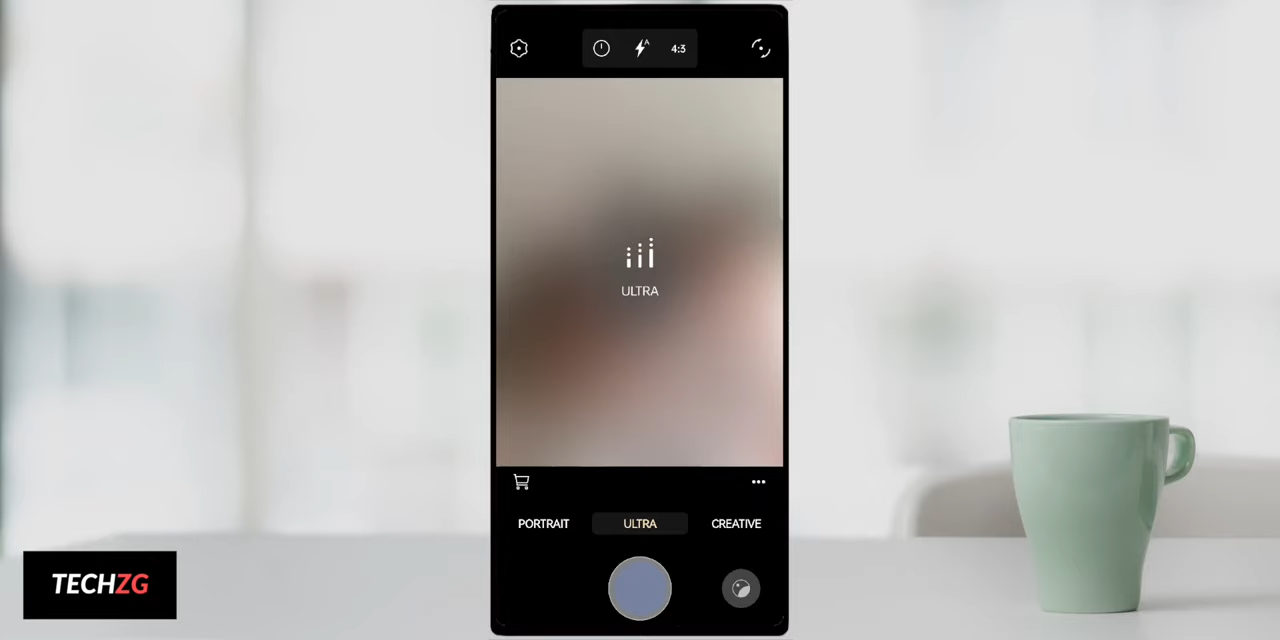 4:3
ULTRA
PORTRAIT
ULTRA
CREATIVE
TECHZG